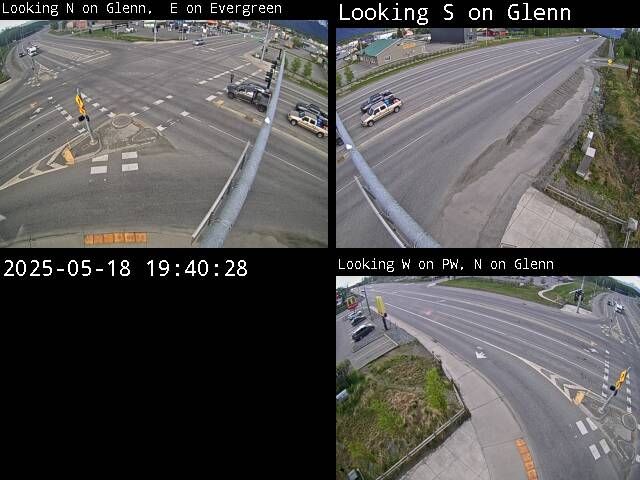 Looking N on Glenn, E on Evergreen
Looking S on Glenn
2025-05-18 19:40:28
Looking W on PW, N on Glenn